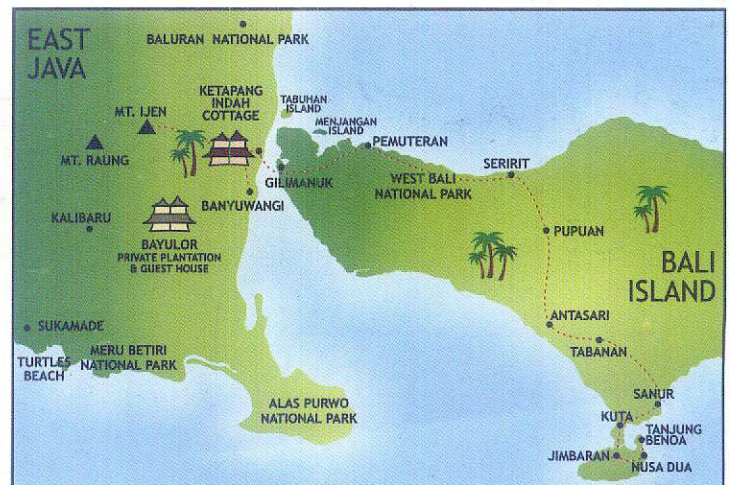 EAST
JAVA
BALURAN NATIONAL PARK
KETAPANG
INDAH
COTTAGE
TABUHAN
ISLAND
MENJANGAN
ISLAND
MT. IJEN
PEMUTERAN
MT. RAUNG
SERIRIT
GILIMANUK
WEST BALI
NATIONAL PARK
BANYUWANGI
KALIBARU
BAYULOR
PRIVATE PLANTATION
& GUEST HOUSE
PUPUAN
BALI
ISLAND
ANTASARI
SUKAMADE
TABANAN
TURTLES
BEACH
MERU BETIRI
NATIONAL PARK
SANUR
ALAS PURWO
NATIONAL PARK
KUTA
TANJUNG
BENOA
JIMBARAN
NUSA DUA